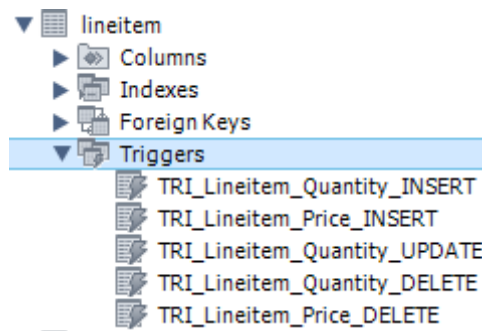 lineitem
Columns
Indexes
Foreign Keys
Triggers
TRI_Lineitem_Quantity_INSERT
TRI_Lineitem_Price_INSERT
TRI_Lineitem_Quantity_UPDATE
TRI_Lineitem_Quantity_DELETE
TRI_Lineitem_Price_DELETE